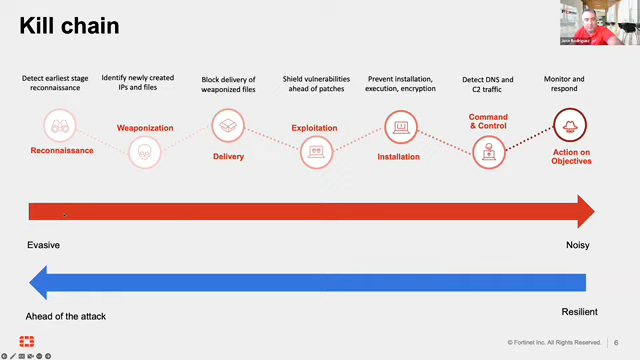 Kill chain
Detect earliest stage
reconnaissance
Identify newly created
IPs and files
Block delivery of
weaponized files
Shield vulnerabilities
ahead of patches
Prevent installation,
execution, encryption
Detect DNS and
C2 traffic
Monitor and
respond
Reconnaissance
Weaponization
Delivery
Exploitation
Installation
Command
& Control
Action on
Objectives
Evasive
Noisy
Ahead of the attack
Resilient
© Fortinet Inc. All Rights Reserved.
6